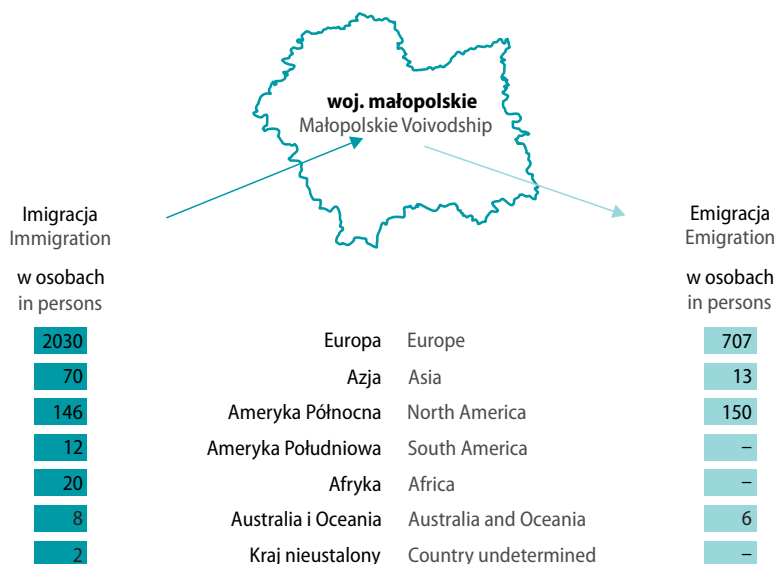 woj. małopolskie
Małopolskie Voivodship
Imigracja
Immigration
w osobach
in persons
Emigracja
Emigration
w osobach
in persons
2030 Europa Europe 707
70 Azja Asia 13
146 Ameryka Północna North America 150
12 Ameryka Południowa South America –
20 Afryka Africa –
8 Australia i Oceania Australia and Oceania 6
2 Kraj nieustalony Country undetermined –